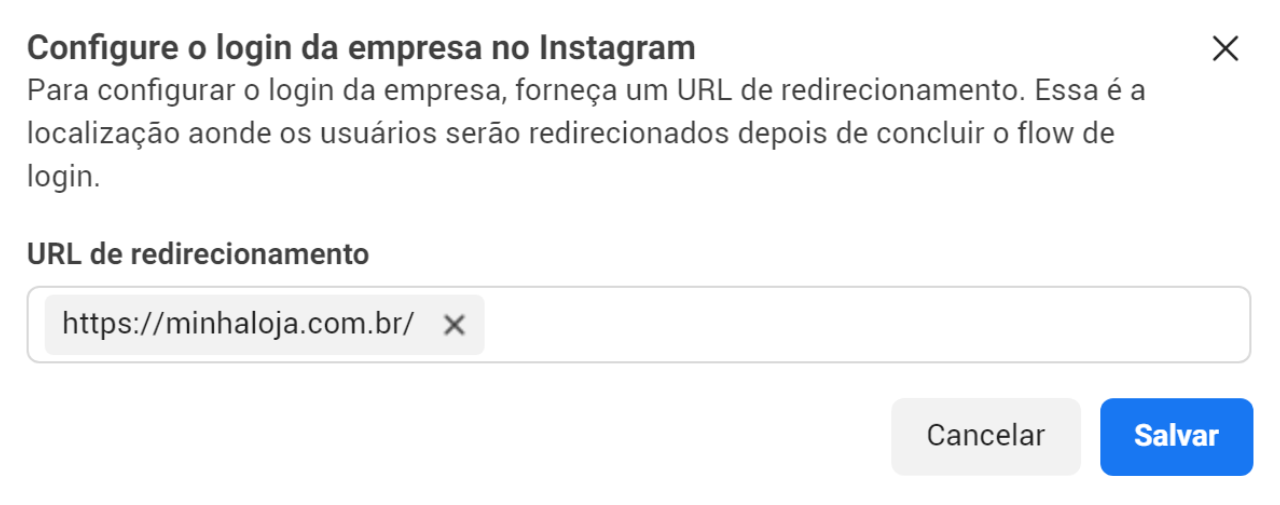 Configure o login da empresa no Instagram
Para configurar o login da empresa, forneça um URL de redirecionamento. Essa é a
localização aonde os usuários serão redirecionados depois de concluir o flow de
login.
URL de redirecionamento
https://minhaloja.com.br/
Cancelar
Salvar